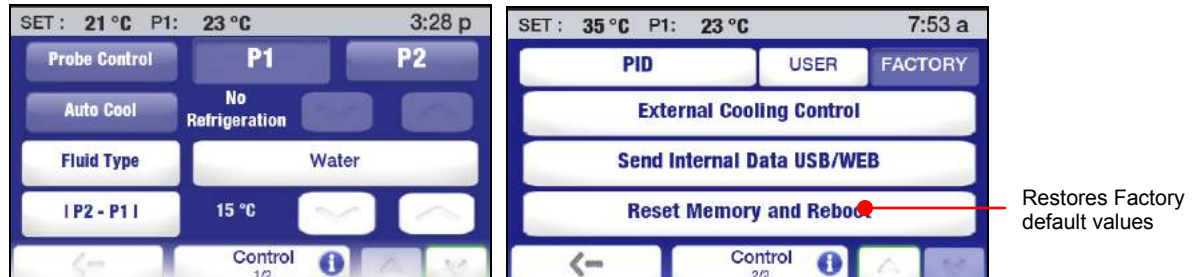 SET : 21 °C P1: 23 °C 3:28 p
Probe Control P1 P2
Auto Cool No Refrigeration
Fluid Type Water
I P2 - P1 I 15 °C
Control
1/2
SET : 35 °C P1: 23 °C 7:53 a
PID USER FACTORY
External Cooling Control
Send Internal Data USB/WEB
Reset Memory and Reboot
Control
2/2
Restores Factory
default values